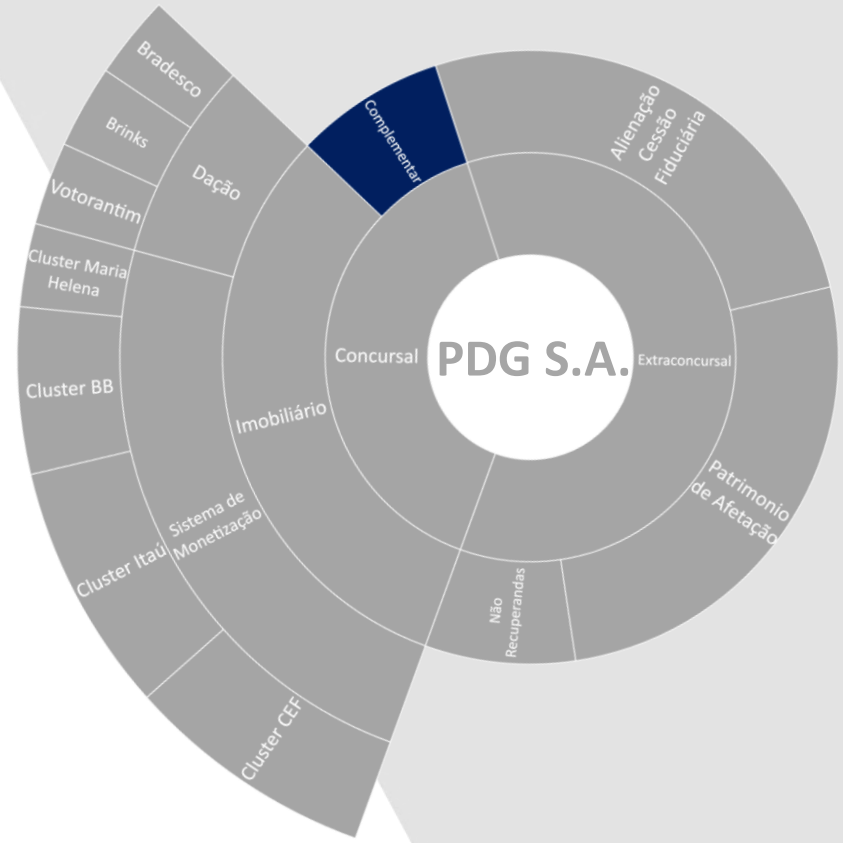 PDG S.A.
Concursal
Extraconcursal
Complementar
Imobiliário
Alienação
Cessão
Fiduciária
Patrimonio
de Afetação
Não
Recuperandas
Dação
Sistema de
Monetização
Bradesco
Brinks
Votorantim
Cluster Maria
Helena
Cluster BB
Cluster Itaú
Cluster CEF